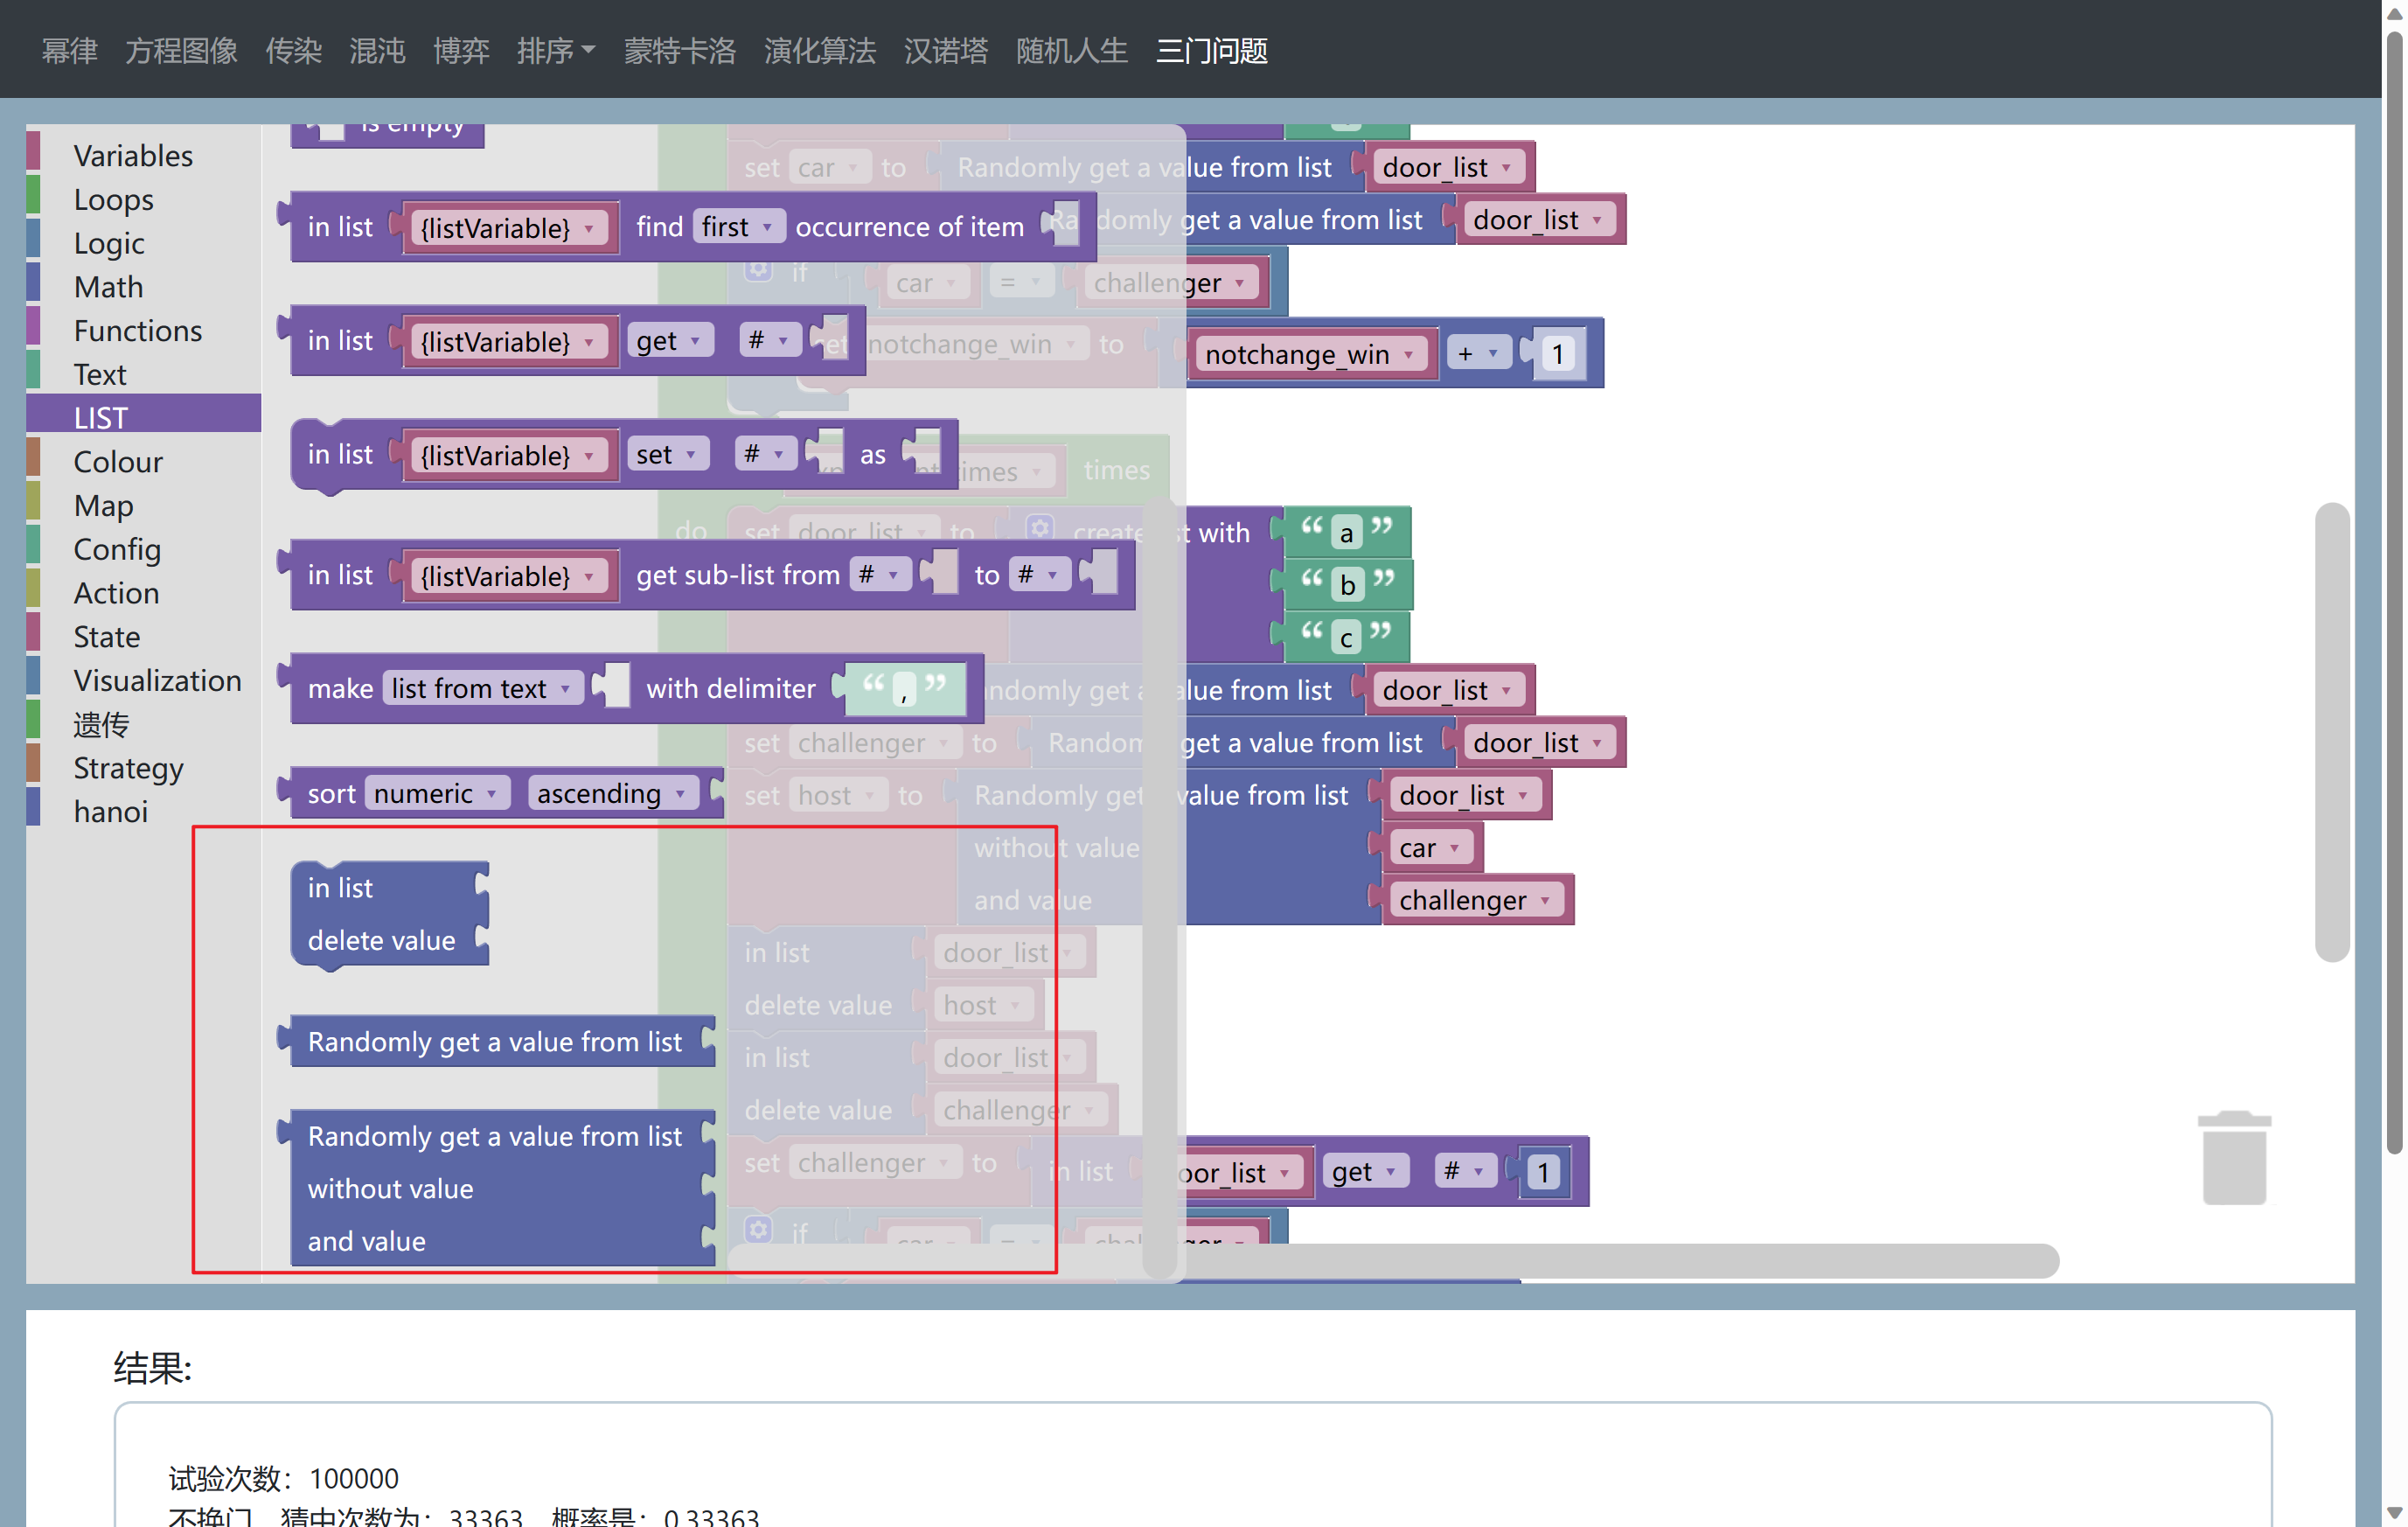 幂律 方程图像 传染 混沌 博弈 排序 蒙特卡洛 演化算法 汉诺塔 随机人生 三门问题
Variables
Loops
Logic
Math
Functions
Text
LIST
Colour
Map
Config
Action
State
Visualization
遗传
Strategy
hanoi
is empty
in list {listVariable} find first occurrence of item
in list {listVariable} get #
in list {listVariable} set # as
in list {listVariable} get sub-list from # to #
make list from text with delimiter “ , ”
sort numeric ascending
in list
delete value
Randomly get a value from list
Randomly get a value from list
without value
and value
set car to Randomly get a value from list door_list
get a value from list door_list
if car = challenger
set notchange_win to notchange_win + 1
times times
do set door_list to create with “ a ”
“ b ”
“ c ”
get a value from list door_list
set challenger to Randomly get a value from list door_list
set host to Randomly get value from list door_list
without value car
and value challenger
in list door_list
delete value host
in list door_list
delete value challenger
set challenger to in list door_list get # 1
if car = challenger
结果:
试验次数：100000
不换门 猜中次数为：33363 概率是：0.33363